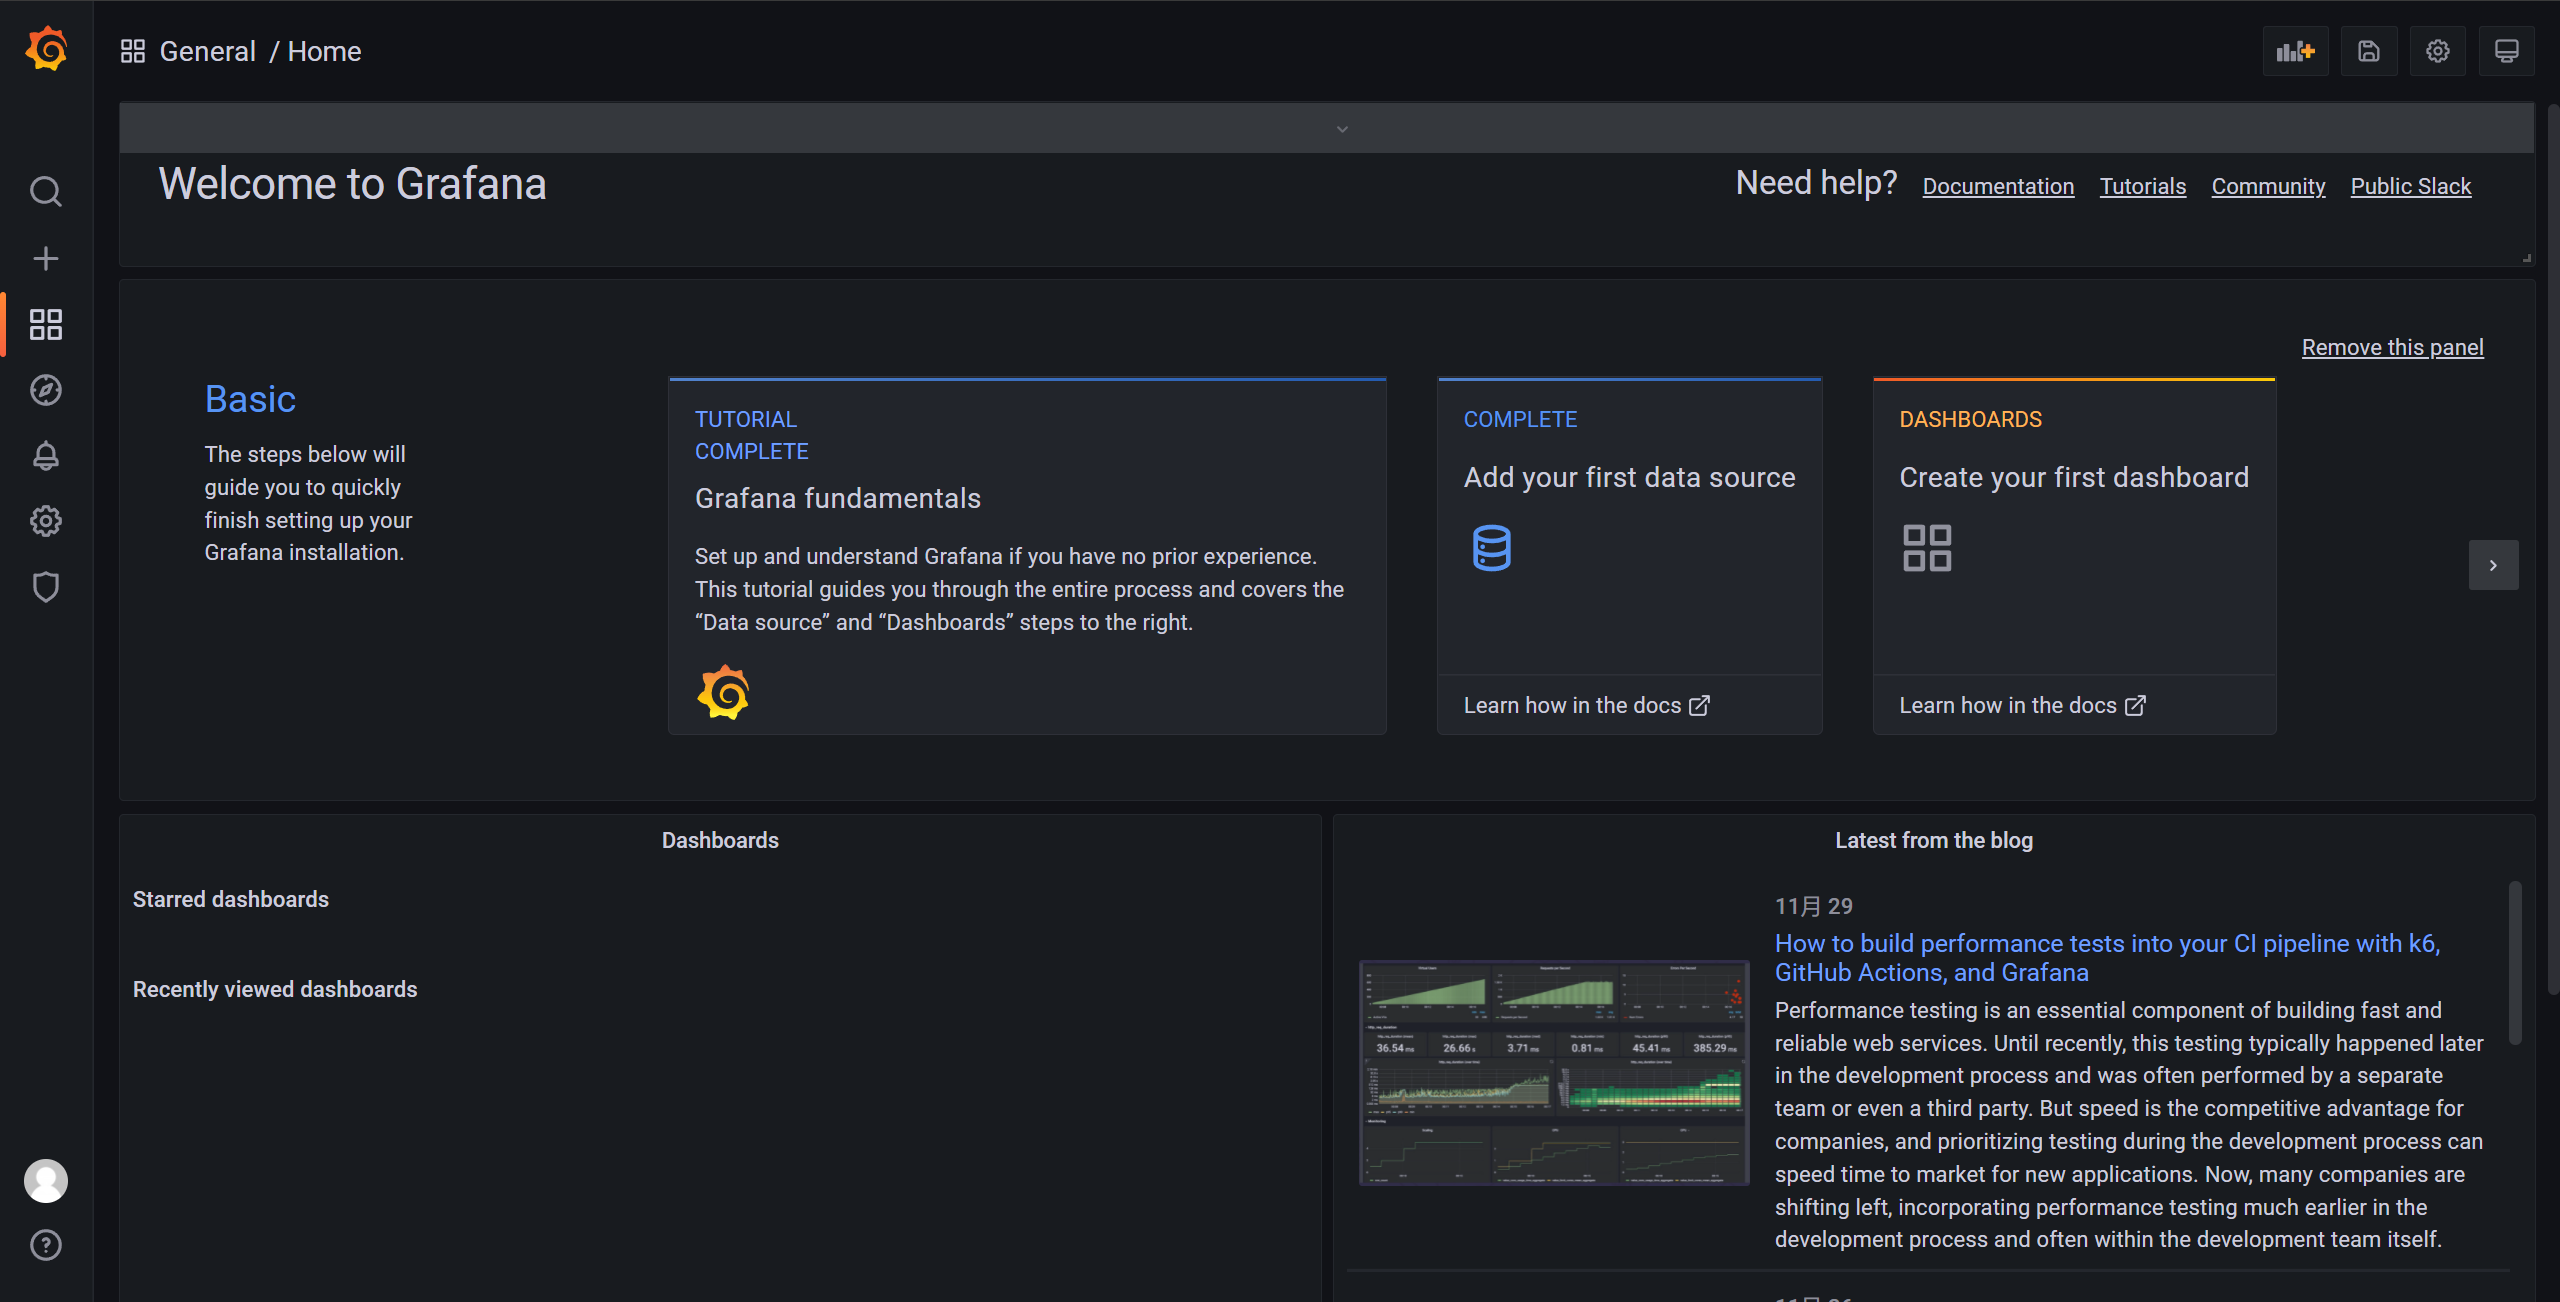 General / Home
Welcome to Grafana
Need help? Documentation Tutorials Community Public Slack
Remove this panel
Basic
The steps below will
guide you to quickly
finish setting up your
Grafana installation.
TUTORIAL
COMPLETE
Grafana fundamentals
Set up and understand Grafana if you have no prior experience.
This tutorial guides you through the entire process and covers the
“Data source” and “Dashboards” steps to the right.
COMPLETE
Add your first data source
Learn how in the docs
DASHBOARDS
Create your first dashboard
Learn how in the docs
Dashboards
Starred dashboards
Recently viewed dashboards
Latest from the blog
36.54 ms 26.66 s 3.71 ms 0.81 ms 45.41 ms 385.29 ms
11月 29
How to build performance tests into your CI pipeline with k6,
GitHub Actions, and Grafana
Performance testing is an essential component of building fast and
reliable web services. Until recently, this testing typically happened later
in the development process and was often performed by a separate
team or even a third party. But speed is the competitive advantage for
companies, and prioritizing testing during the development process can
speed time to market for new applications. Now, many companies are
shifting left, incorporating performance testing much earlier in the
development process and often within the development team itself.